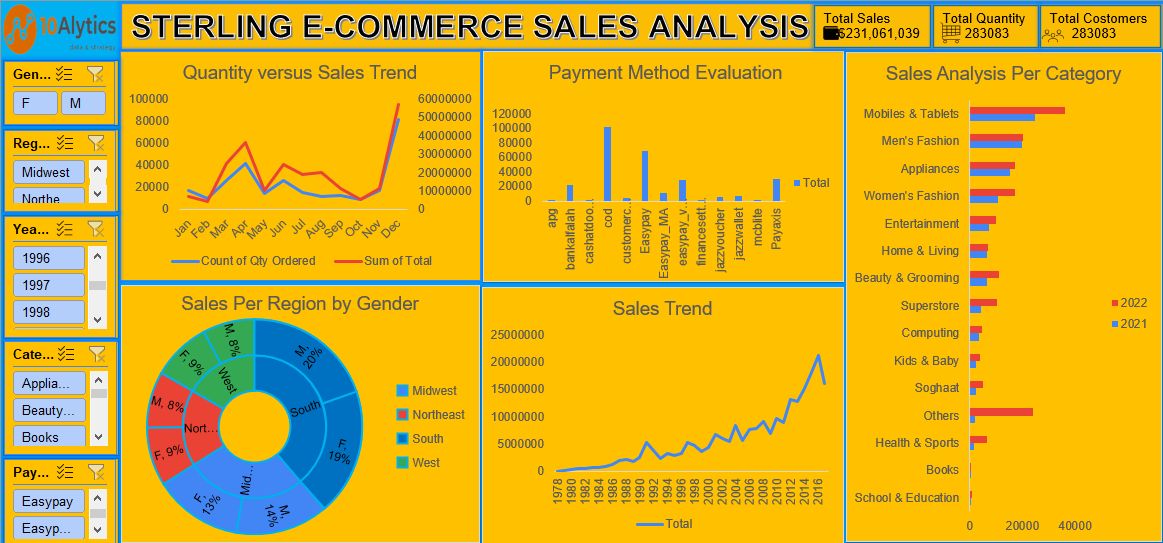 10Alytics
data & strategy
STERLING E-COMMERCE SALES ANALYSIS
Total Sales
$231,061,039
Total Quantity
283083
Total Costomers
283083
Gen...
F
M
Reg...
Midwest
Northe
Yea...
1996
1997
1998
Cate...
Applia...
Beauty...
Books
Pay...
Easypay
Easyp...
Quantity versus Sales Trend
100000
80000
60000
40000
20000
0
60000000
50000000
40000000
30000000
20000000
10000000
0
Jan
Feb
Mar
Apr
May
Jun
Jul
Aug
Sep
Oct
Nov
Dec
Count of Qty Ordered
Sum of Total
Payment Method Evaluation
120000
100000
80000
60000
40000
20000
0
apg
bankalfalah
cashatdoo...
cod
customerc...
Easypay
Easypay_MA
easypay_v...
financesett...
jazzvoucher
jazzwallet
mcblite
Payaxis
Total
Sales Per Region by Gender
M, 20%
F, 19%
M, 14%
F, 13%
F, 9%
M, 8%
F, 9%
M, 8%
South
Mid...
Nort...
West
Midwest
Northeast
South
West
Sales Trend
25000000
20000000
15000000
10000000
5000000
0
1978
1980
1982
1984
1986
1988
1990
1992
1994
1996
1998
2000
2002
2004
2006
2008
2010
2012
2014
2016
Total
Sales Analysis Per Category
Mobiles & Tablets
Men's Fashion
Appliances
Women's Fashion
Entertainment
Home & Living
Beauty & Grooming
Superstore
Computing
Kids & Baby
Soghaat
Others
Health & Sports
Books
School & Education
0
20000
40000
2022
2021